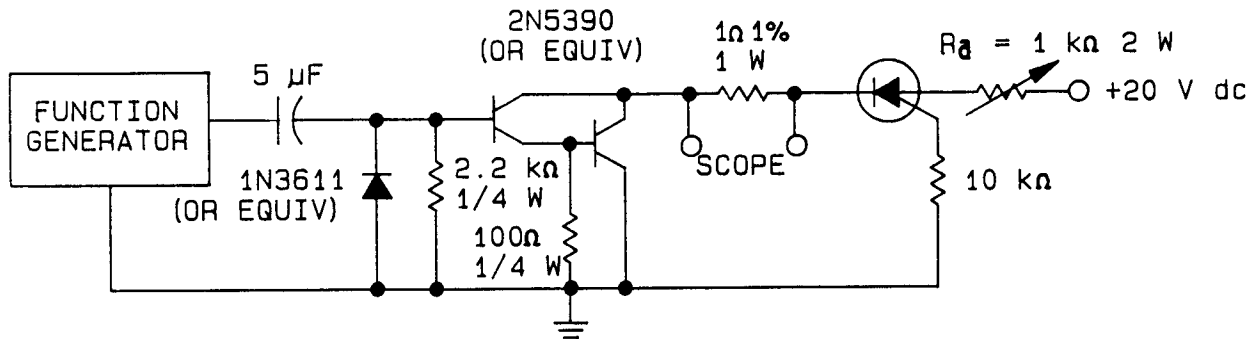 2N5390
(OR EQUIV)
1Ω 1%
1 W
Ra = 1 kΩ 2 W
+20 V dc
5 µF
FUNCTION
GENERATOR
SCOPE
1N3611
(OR EQUIV)
2.2 kΩ
1/4 W
10 kΩ
100Ω
1/4 W